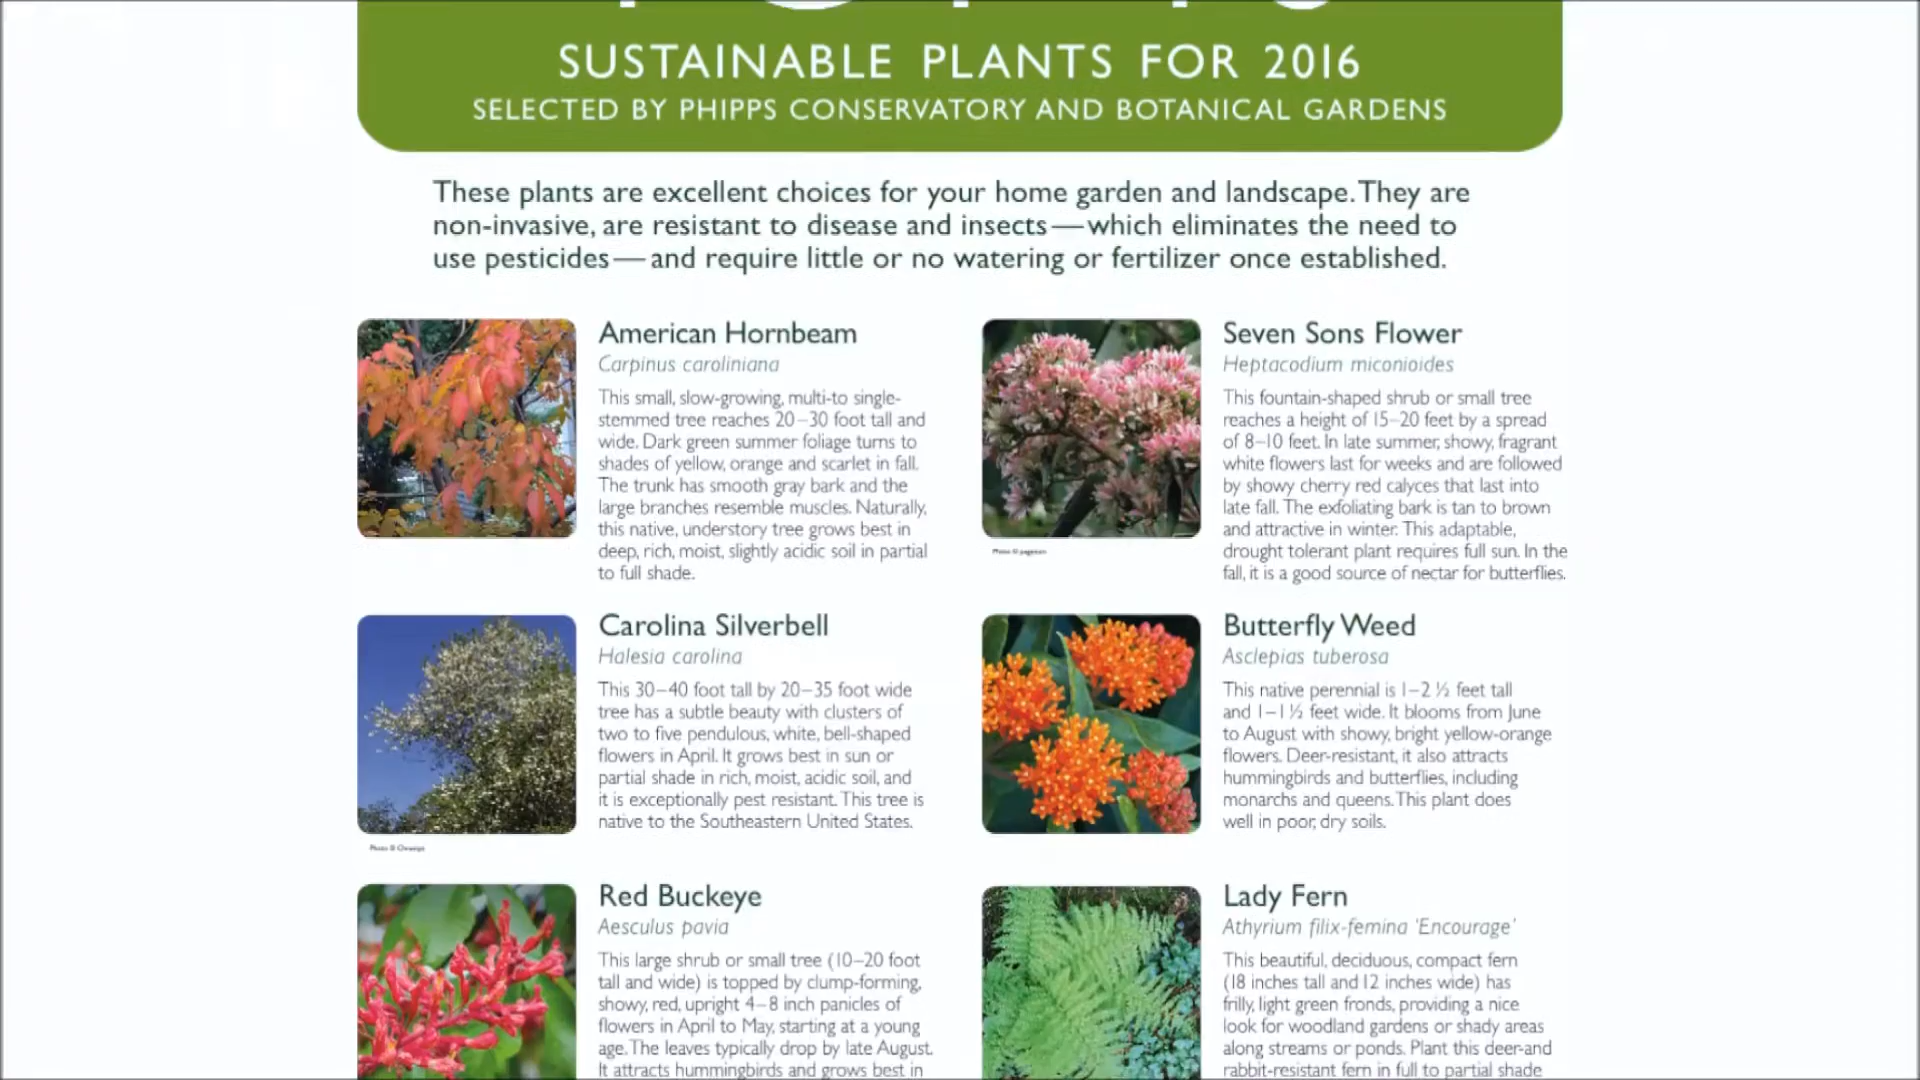 SUSTAINABLE PLANTS FOR 2016
SELECTED BY PHIPPS CONSERVATORY AND BOTANICAL GARDENS
These plants are excellent choices for your home garden and landscape. They are
non-invasive, are resistant to disease and insects—which eliminates the need to
use pesticides—and require little or no watering or fertilizer once established.
American Hornbeam
Carpinus caroliniana
This small, slow-growing, multi-to single-
stemmed tree reaches 20–30 foot tall and
wide. Dark green summer foliage turns to
shades of yellow, orange and scarlet in fall.
The trunk has smooth gray bark and the
large branches resemble muscles. Naturally,
this native, understory tree grows best in
deep, rich, moist, slightly acidic soil in partial
to full shade.
Carolina Silverbell
Halesia carolina
This 30–40 foot tall by 20–35 foot wide
tree has a subtle beauty with clusters of
two to five pendulous, white, bell-shaped
flowers in April. It grows best in sun or
partial shade in rich, moist, acidic soil, and
it is exceptionally pest resistant. This tree is
native to the Southeastern United States.
Red Buckeye
Aesculus pavia
This large shrub or small tree (10–20 foot
tall and wide) is topped by clump-forming,
showy, red, upright 4–8 inch panicles of
flowers in April to May, starting at a young
age. The leaves typically drop by late August.
It attracts hummingbirds and grows best in
Seven Sons Flower
Heptacodium miconioides
This fountain-shaped shrub or small tree
reaches a height of 15–20 feet by a spread
of 8–10 feet. In late summer, showy, fragrant
white flowers last for weeks and are followed
by showy cherry red calyces that last into
late fall. The exfoliating bark is tan to brown
and attractive in winter. This adaptable,
drought tolerant plant requires full sun. In the
fall, it is a good source of nectar for butterflies.
Butterfly Weed
Asclepias tuberosa
This native perennial is 1–2 ½ feet tall
and 1–1 ½ feet wide. It blooms from June
to August with showy, bright yellow-orange
flowers. Deer-resistant, it also attracts
hummingbirds and butterflies, including
monarchs and queens. This plant does
well in poor, dry soils.
Lady Fern
Athyrium filix-femina 'Encourage'
This beautiful, deciduous, compact fern
(18 inches tall and 12 inches wide) has
frilly, light green fronds, providing a nice
look for woodland gardens or shady areas
along streams or ponds. Plant this deer-and
rabbit-resistant fern in full to partial shade